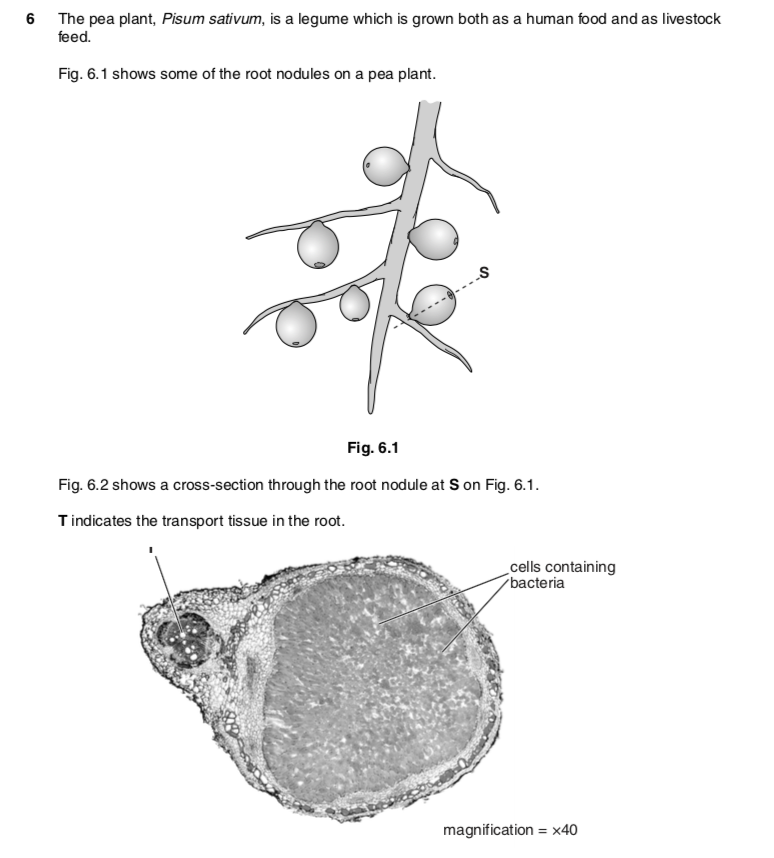 6 The pea plant, Pisum sativum, is a legume which is grown both as a human food and as livestock
feed.
Fig. 6.1 shows some of the root nodules on a pea plant.
S
Fig. 6.1
Fig. 6.2 shows a cross-section through the root nodule at S on Fig. 6.1.
T indicates the transport tissue in the root.
cells containing
bacteria
magnification = ×40